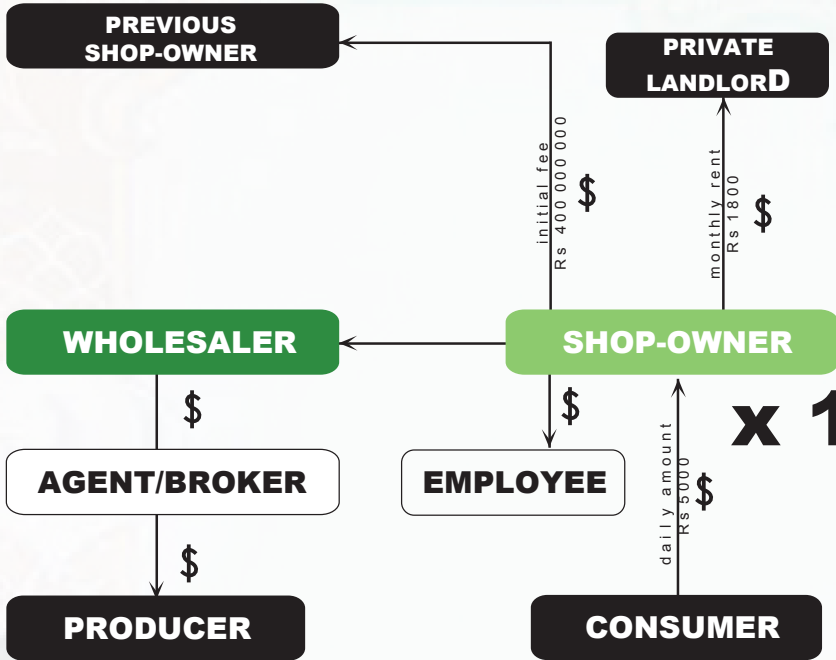 PREVIOUS
SHOP-OWNER
PRIVATE
LANDLORD
initial fee
Rs 400 000 000
$
monthly rent
Rs 1800
$
WHOLESALER
SHOP-OWNER
$
$
x 1
AGENT/BROKER
EMPLOYEE
daily amount
Rs 5000
$
$
PRODUCER
CONSUMER